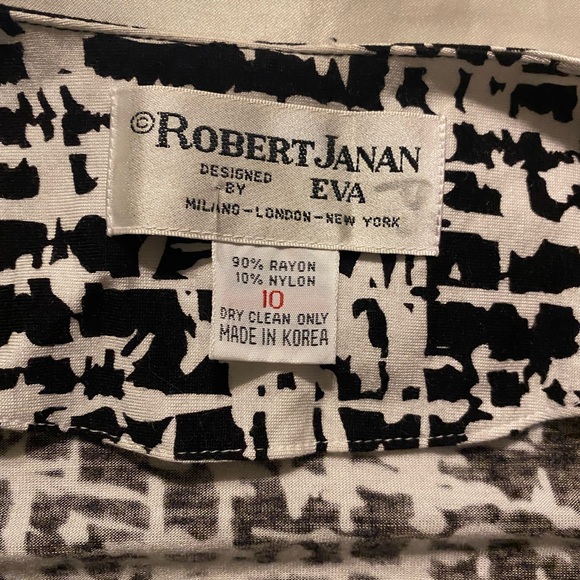 ©ROBERT JANAN
DESIGNED EVA
BY
MILANO-LONDON-NEW YORK
90% RAYON
10% NYLON
10
DRY CLEAN ONLY
MADE IN KOREA